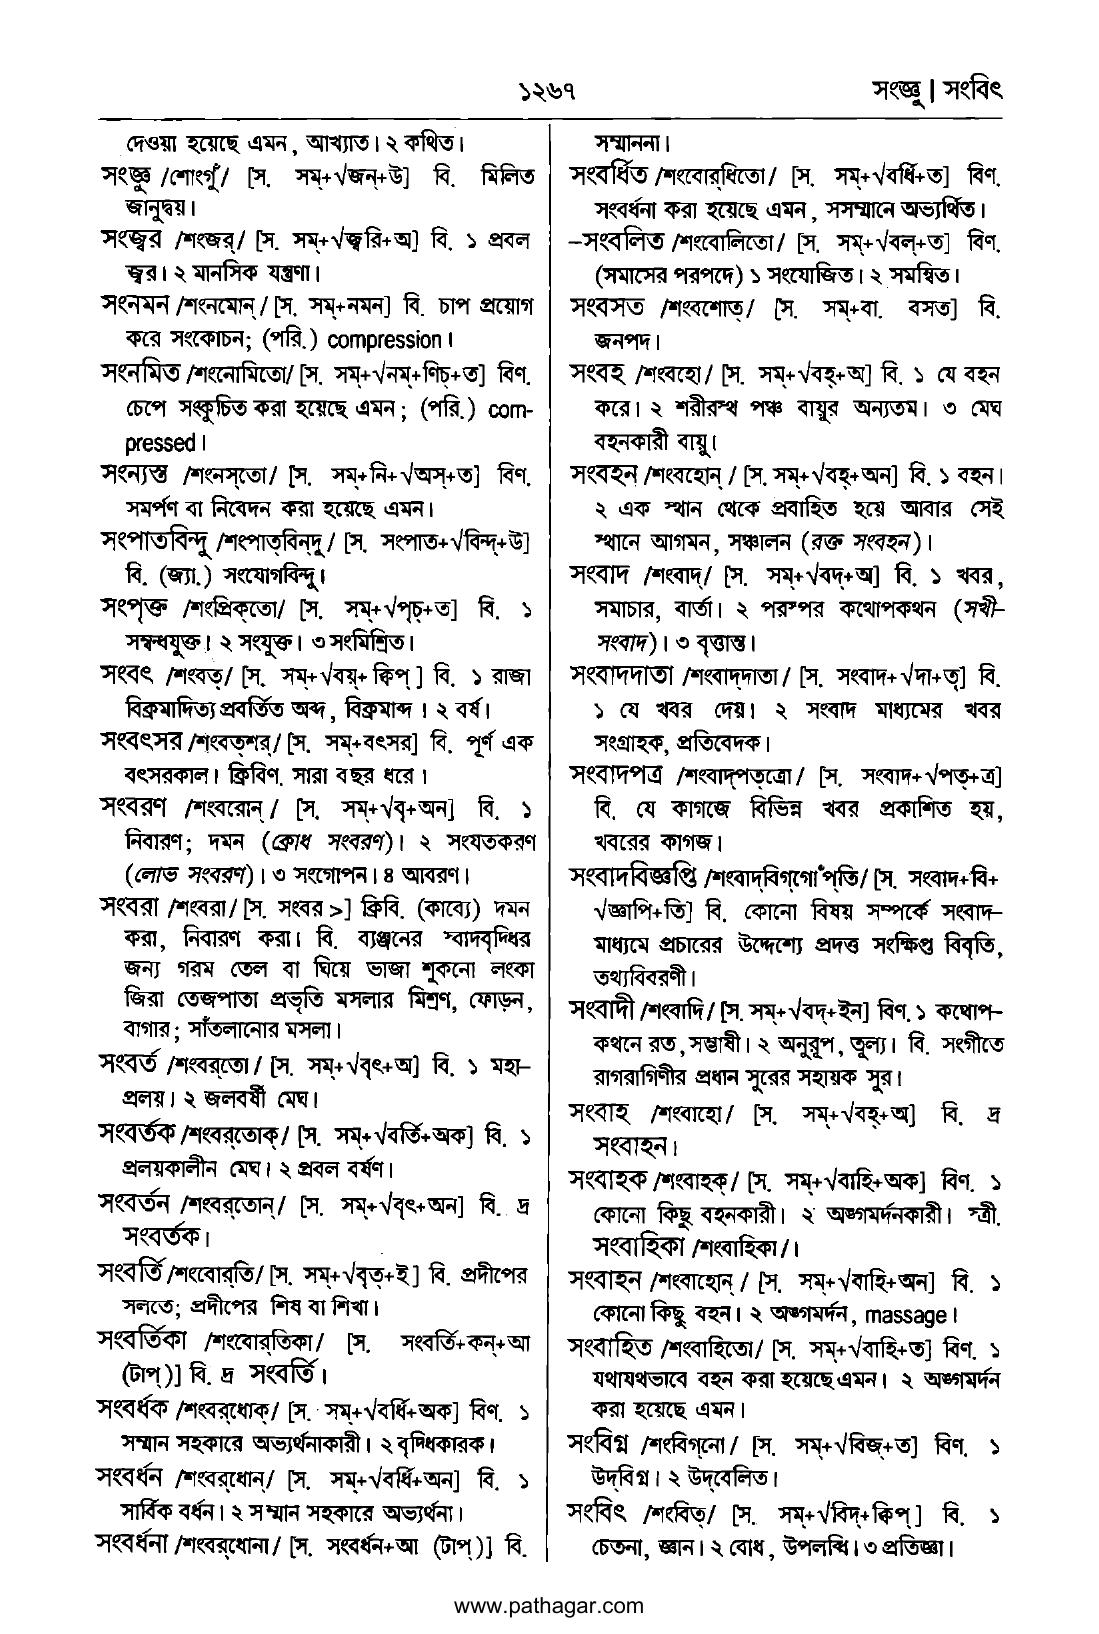 ১২৬৭
সংজ্ঞু | সংবিৎ
দেওয়া হয়েছে এমন, আখ্যাত। ২ কথিত।
সংজ্ঞু /শোংগুঁ/ [স. সম্+√জন্+উ] বি. মিলিত
জানুদ্বয়।
সংজ্বর /শংজর্/ [স. সম্+√জ্বরি+অ] বি. ১ প্রবল
জ্বর। ২ মানসিক যন্ত্রণা।
সংনমন /শংনমোন্/ [স. সম্+নমন] বি. চাপ প্রয়োগ
করে সংকোচন; (পরি.) compression।
সংনমিত /শংনোমিতো/ [স. সম্+√নম্+ণিচ্+ত] বিণ.
চেপে সংকুচিত করা হয়েছে এমন; (পরি.) com-
pressed।
সংন্যস্ত /শংনস্তো/ [স. সম্+নি+√অস্+ত] বিণ.
সমর্পণ বা নিবেদন করা হয়েছে এমন।
সংপাতবিন্দু /শংপাত্‌বিন্‌দু/ [স. সংপাত+√বিন্দ্+উ]
বি. (জ্যা.) সংযোগবিন্দু।
সংপৃক্ত /শংপ্রিক্‌তো/ [স. সম্+√পৃচ্+ত] বি. ১
সম্বন্ধযুক্ত। ২ সংযুক্ত। ৩ সংমিশ্রিত।
সংবৎ /শংবত্/ [স. সম্+√বয়্+ ক্বিপ্] বি. ১ রাজা
বিক্রমাদিত্য প্রবর্তিত অব্দ, বিক্রমাব্দ। ২ বর্ষ।
সংবৎসর /শংবত্‌শর্/ [স. সম্+বৎসর] বি. পূর্ণ এক
বৎসরকাল। ক্রিবিণ. সারা বছর ধরে।
সংবরণ /শংবরোন্/ [স. সম্+√বৃ+অন] বি. ১
নিবারণ; দমন (ক্রোধ সংবরণ)। ২ সংযতকরণ
(লোভ সংবরণ)। ৩ সংগোপন। ৪ আবরণ।
সংবরা /শংবরা/ [স. সংবর >] ক্রিবি. (কাব্যে) দমন
করা, নিবারণ করা। বি. ব্যঞ্জনের স্বাদবৃদ্ধির
জন্য গরম তেল বা ঘিয়ে ভাজা শুকনো লংকা
জিরা তেজপাতা প্রভৃতি মসলার মিশ্রণ, ফোড়ন,
বাগার; সাঁতলানোর মসলা।
সংবর্ত /শংবর্‌তো/ [স. সম্+√বৃৎ+অ] বি. ১ মহা-
প্রলয়। ২ জলবর্ষী মেঘ।
সংবর্তক /শংবর্‌তোক্/ [স. সম্+√বর্তি+অক] বি. ১
প্রলয়কালীন মেঘ। ২ প্রবল বর্ষণ।
সংবর্তন /শংবর্‌তোন্/ [স. সম্+√বৃৎ+অন] বি. দ্র
সংবর্তক।
সংবর্তি /শংবোর্‌তি/ [স. সম্+√বৃত্+ই] বি. প্রদীপের
সলতে; প্রদীপের শিষ বা শিখা।
সংবর্তিকা /শংবোর্‌তিকা/ [স. সংবর্তি+কন্+আ
(টাপ্)] বি. দ্র সংবর্তি।
সংবর্ধক /শংবর্‌ধোক্/ [স. সম্+√বর্ধি+অক] বিণ. ১
সম্মান সহকারে অভ্যর্থনাকারী। ২ বৃদ্ধিকারক।
সংবর্ধন /শংবর্‌ধোন্/ [স. সম্+√বর্ধি+অন] বি. ১
সার্বিক বর্ধন। ২ সম্মান সহকারে অভ্যর্থনা।
সংবর্ধনা /শংবর্‌ধোনা/ [স. সংবর্ধন+আ (টাপ্)] বি.
সম্মাননা।
সংবর্ধিত /শংবোর্‌ধিতো/ [স. সম্+√বর্ধি+ত] বিণ.
সংবর্ধনা করা হয়েছে এমন, সসম্মানে অভ্যর্থিত।
-সংবলিত /শংবোলিতো/ [স. সম্+√বল্+ত] বিণ.
(সমাসের পরপদে) ১ সংযোজিত। ২ সমন্বিত।
সংবসত /শংবশোত্/ [স. সম্+বা. বসত] বি.
জনপদ।
সংবহ /শংবহো/ [স. সম্+√বহ্+অ] বি. ১ যে বহন
করে। ২ শরীরস্থ পঞ্চ বায়ুর অন্যতম। ৩ মেঘ
বহনকারী বায়ু।
সংবহন /শংবহোন্/ [স. সম্+√বহ্+অন] বি. ১ বহন।
২ এক স্থান থেকে প্রবাহিত হয়ে আবার সেই
স্থানে আগমন, সঞ্চালন (রক্ত সংবহন)।
সংবাদ /শংবাদ্/ [স. সম্+√বদ্+অ] বি. ১ খবর,
সমাচার, বার্তা। ২ পরস্পর কথোপকথন (সখী-
সংবাদ)। ৩ বৃত্তান্ত।
সংবাদদাতা /শংবাদ্‌দাতা/ [স. সংবাদ+√দা+তৃ] বি.
১ যে খবর দেয়। ২ সংবাদ মাধ্যমের খবর
সংগ্রাহক, প্রতিবেদক।
সংবাদপত্র /শংবাদ্‌পত্‌ত্রো/ [স. সংবাদ+√পত্+ত্র]
বি. যে কাগজে বিভিন্ন খবর প্রকাশিত হয়,
খবরের কাগজ।
সংবাদবিজ্ঞপ্তি /শংবাদ্‌বিগ্‌গোঁপ্‌তি/ [স. সংবাদ+বি+
√জ্ঞাপি+তি] বি. কোনো বিষয় সম্পর্কে সংবাদ-
মাধ্যমে প্রচারের উদ্দেশ্যে প্রদত্ত সংক্ষিপ্ত বিবৃতি,
তথ্যবিবরণী।
সংবাদী /শংবাদি/ [স. সম্+√বদ্+ইন] বিণ. ১ কথোপ-
কথনে রত, সম্ভাষী। ২ অনুরূপ, তুল্য। বি. সংগীতে
রাগরাগিণীর প্রধান সুরের সহায়ক সুর।
সংবাহ /শংবাহো/ [স. সম্+√বহ্+অ] বি. দ্র
সংবাহন।
সংবাহক /শংবাহক্/ [স. সম্+√বাহি+অক] বিণ. ১
কোনো কিছু বহনকারী। ২ অঙ্গমর্দনকারী। স্ত্রী.
সংবাহিকা /শংবাহিকা/।
সংবাহন /শংবাহোন্/ [স. সম্+√বাহি+অন] বি. ১
কোনো কিছু বহন। ২ অঙ্গমর্দন, massage।
সংবাহিত /শংবাহিতো/ [স. সম্+√বাহি+ত] বিণ. ১
যথাযথভাবে বহন করা হয়েছে এমন। ২ অঙ্গমর্দন
করা হয়েছে এমন।
সংবিগ্ন /শংবিগ্‌নো/ [স. সম্+√বিজ্+ত] বিণ. ১
উদ্‌বিগ্ন। ২ উদ্‌বেলিত।
সংবিৎ /শংবিত্/ [স. সম্+√বিদ্+ক্বিপ্] বি. ১
চেতনা, জ্ঞান। ২ বোধ, উপলব্ধি। ৩ প্রতিজ্ঞা।
www.pathagar.com